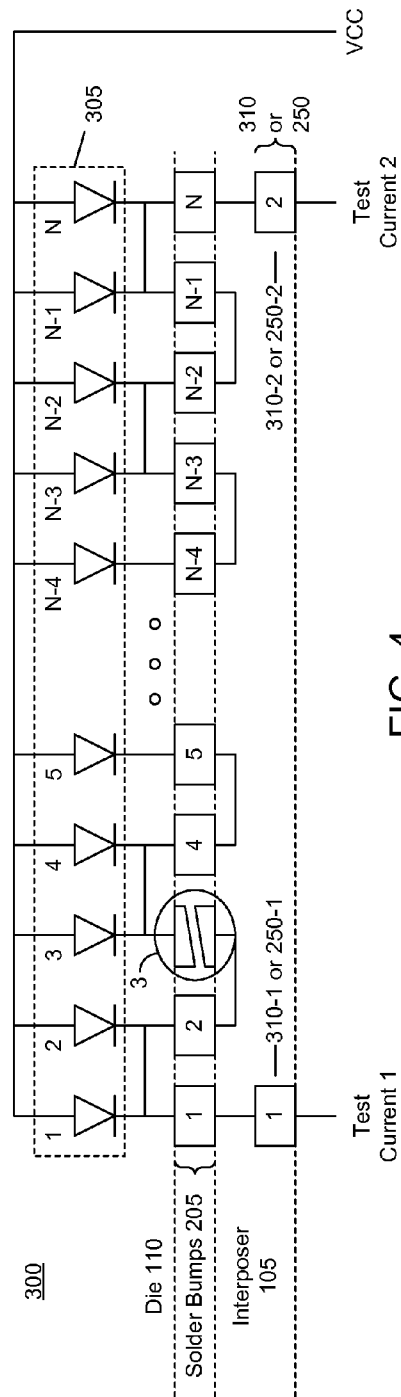 300
305
1
2
3
4
5
N-4
N-3
N-2
N-1
N
Die 110
Solder Bumps 205
1
2
3
4
5
N-4
N-3
N-2
N-1
N
Interposer
105
1
310-1 or 250-1
310-2 or 250-2
2
310
or
250
Test
Current 1
Test
Current 2
VCC
FIG. 4